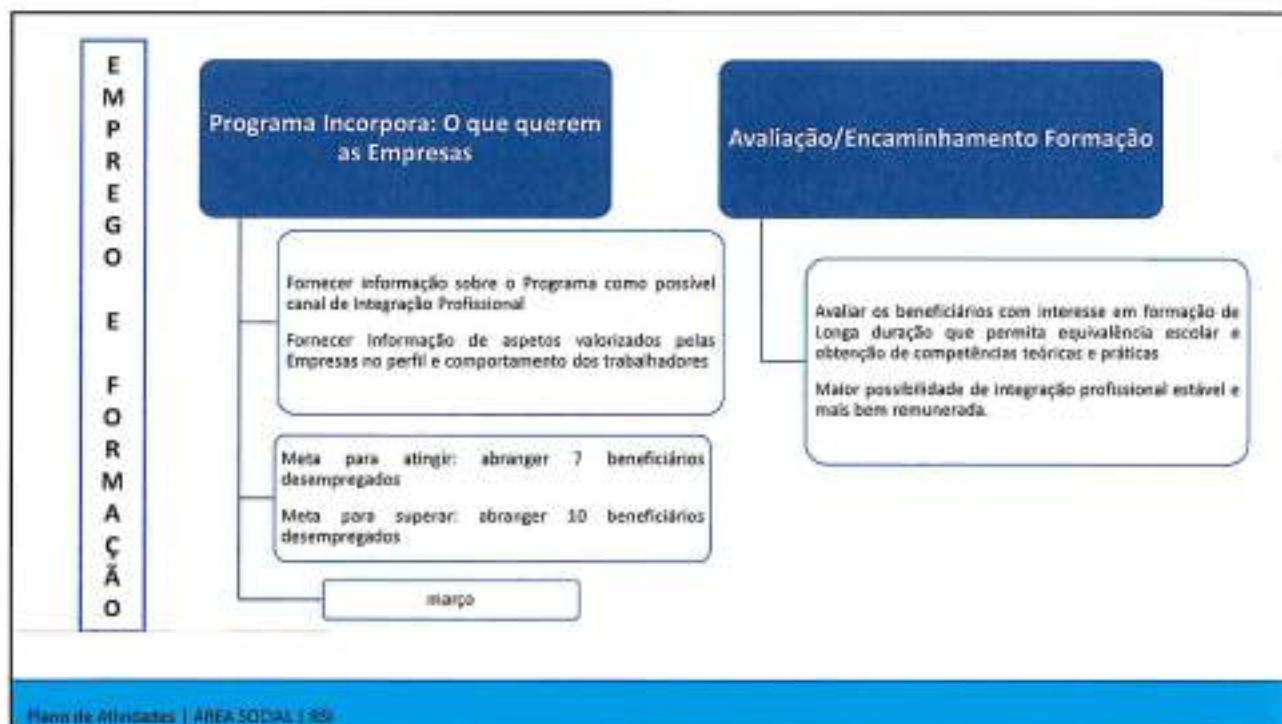 EMPREGO E FORMAÇÃO
Programa Incorpora: O que querem
as Empresas
Fornecer informação sobre o Programa como possível
canal de Integração Profissional
Fornecer Informação de aspetos valorizados pelas
Empresas no perfil e comportamento dos trabalhadores
Meta para atingir: abranger 7 beneficiários
desempregados
Meta para superar: abranger 10 beneficiários
desempregados
março
Avaliação/Encaminhamento Formação
Avaliar os beneficiários com interesse em formação de
Longa duração que permita equivalência escolar e
obtenção de competências teóricas e práticas
Maior possibilidade de integração profissional estável e
mais bem remunerada.
Plano de Atividades | ÁREA SOCIAL | RSI